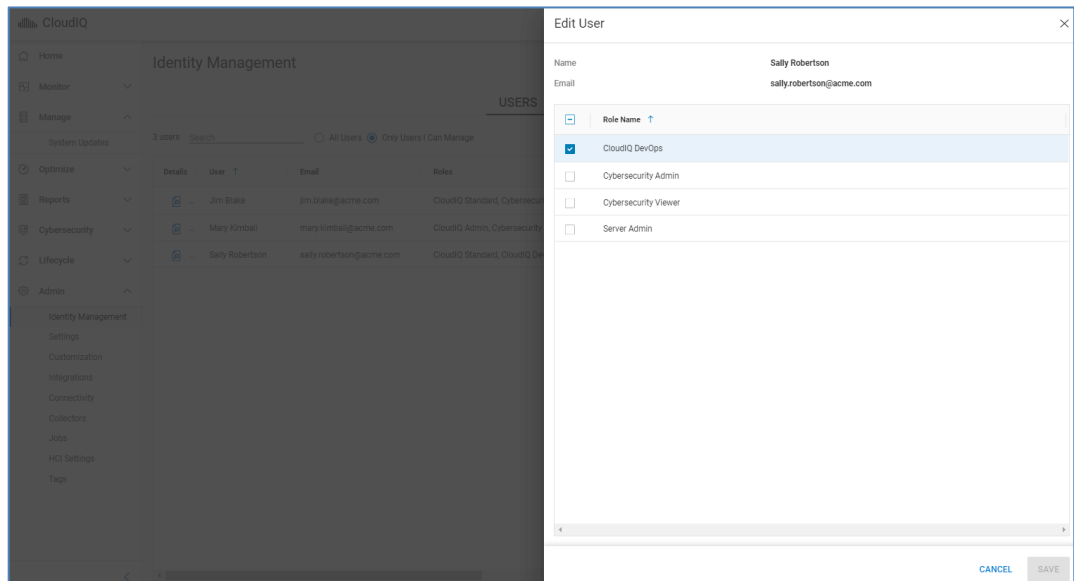 CloudIQ
Home
Monitor
Manage
System Updates
Optimize
Reports
Cybersecurity
Lifecycle
Admin
Identity Management
Settings
Customization
Integrations
Connectivity
Collectors
Jobs
HCI Settings
Tags
Identity Management
USERS
3 users Search All Users Only Users I Can Manage
Details User Email Roles
... Jim Blake jim.blake@acme.com CloudIQ Standard, Cybersecuri
... Mary Kimball mary.kimball@acme.com CloudIQ Admin, Cybersecurity
... Sally Robertson sally.robertson@acme.com CloudIQ Standard, CloudIQ De
Edit User
Name Sally Robertson
Email sally.robertson@acme.com
Role Name
CloudIQ DevOps
Cybersecurity Admin
Cybersecurity Viewer
Server Admin
CANCEL SAVE